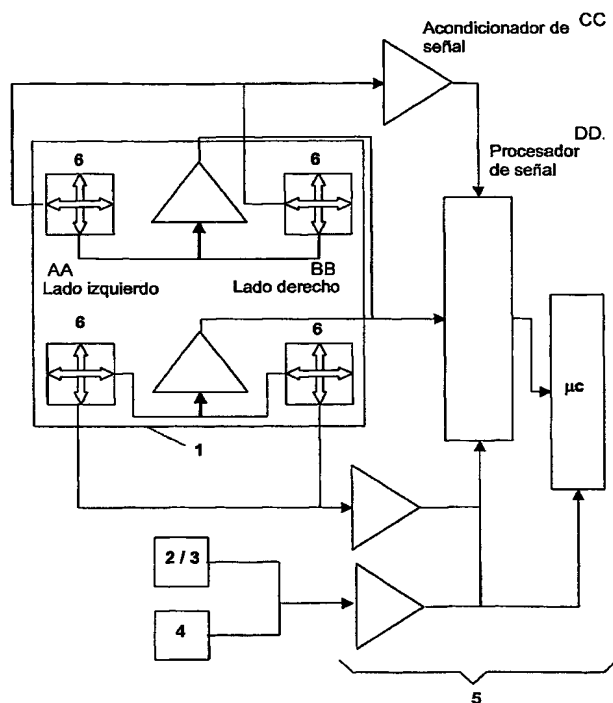 Acondicionador de
señal
CC
DD.
Procesador
de señal
6
6
AA
Lado izquierdo
BB
Lado derecho
6
6
µc
1
2 / 3
4
5